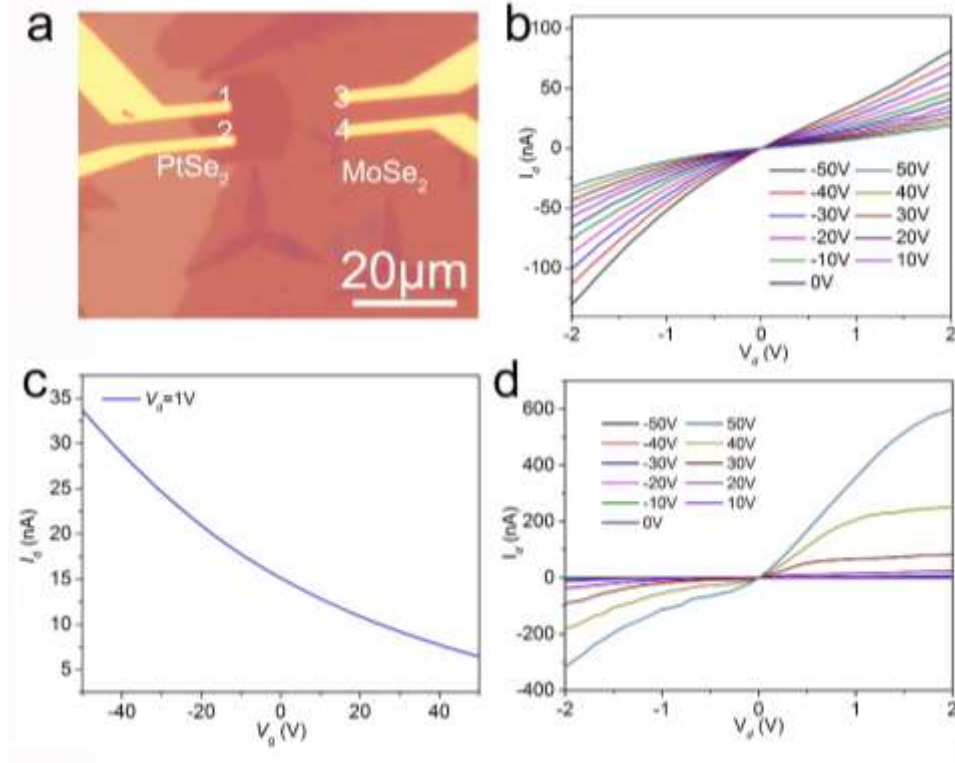 a
1
2
3
4
PtSe2
MoSe2
20μm
b
Id (nA)
100
50
0
-50
-100
-50V 50V
-40V 40V
-30V 30V
-20V 20V
-10V 10V
0V
-2 -1 0 1 2
Vd (V)
c
Id (nA)
35
30
25
20
15
10
5
Vd=1V
-40 -20 0 20 40
Vg (V)
d
Id (nA)
600
400
200
0
-200
-400
-50V 50V
-40V 40V
-30V 30V
-20V 20V
-10V 10V
0V
-2 -1 0 1 2
Vd (V)